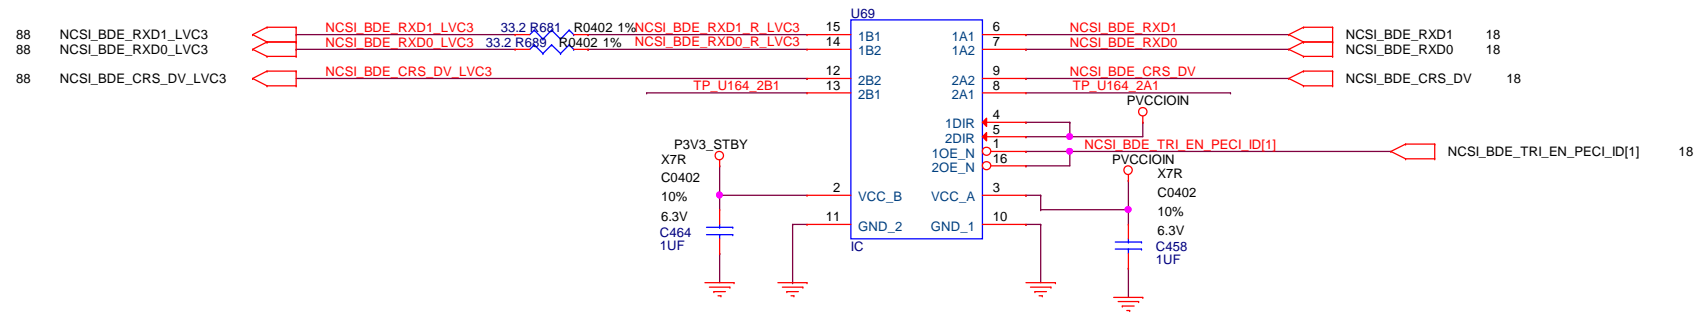 U69
88 NCSI_BDE_RXD1_LVC3 NCSI_BDE_RXD1_LVC3 33.2 R681 R0402 1% NCSI_BDE_RXD1_R_LVC3 15 1B1 1A1 6 NCSI_BDE_RXD1 NCSI_BDE_RXD1 18
88 NCSI_BDE_RXD0_LVC3 NCSI_BDE_RXD0_LVC3 33.2 R689 R0402 1% NCSI_BDE_RXD0_R_LVC3 14 1B2 1A2 7 NCSI_BDE_RXD0 NCSI_BDE_RXD0 18
88 NCSI_BDE_CRS_DV_LVC3 NCSI_BDE_CRS_DV_LVC3 12 2B2 2A2 9 NCSI_BDE_CRS_DV NCSI_BDE_CRS_DV 18
TP_U164_2B1 13 2B1 2A1 8 TP_U164_2A1
PVCCIOIN
1DIR 4
2DIR 5
1OE_N 1 NCSI_BDE_TRI_EN_PECI_ID[1] NCSI_BDE_TRI_EN_PECI_ID[1] 18
2OE_N 16
P3V3_STBY
X7R
C0402
10%
6.3V
C464
1UF
2 VCC_B VCC_A 3
11 GND_2 GND_1 10
IC
PVCCIOIN
X7R
C0402
10%
6.3V
C458
1UF